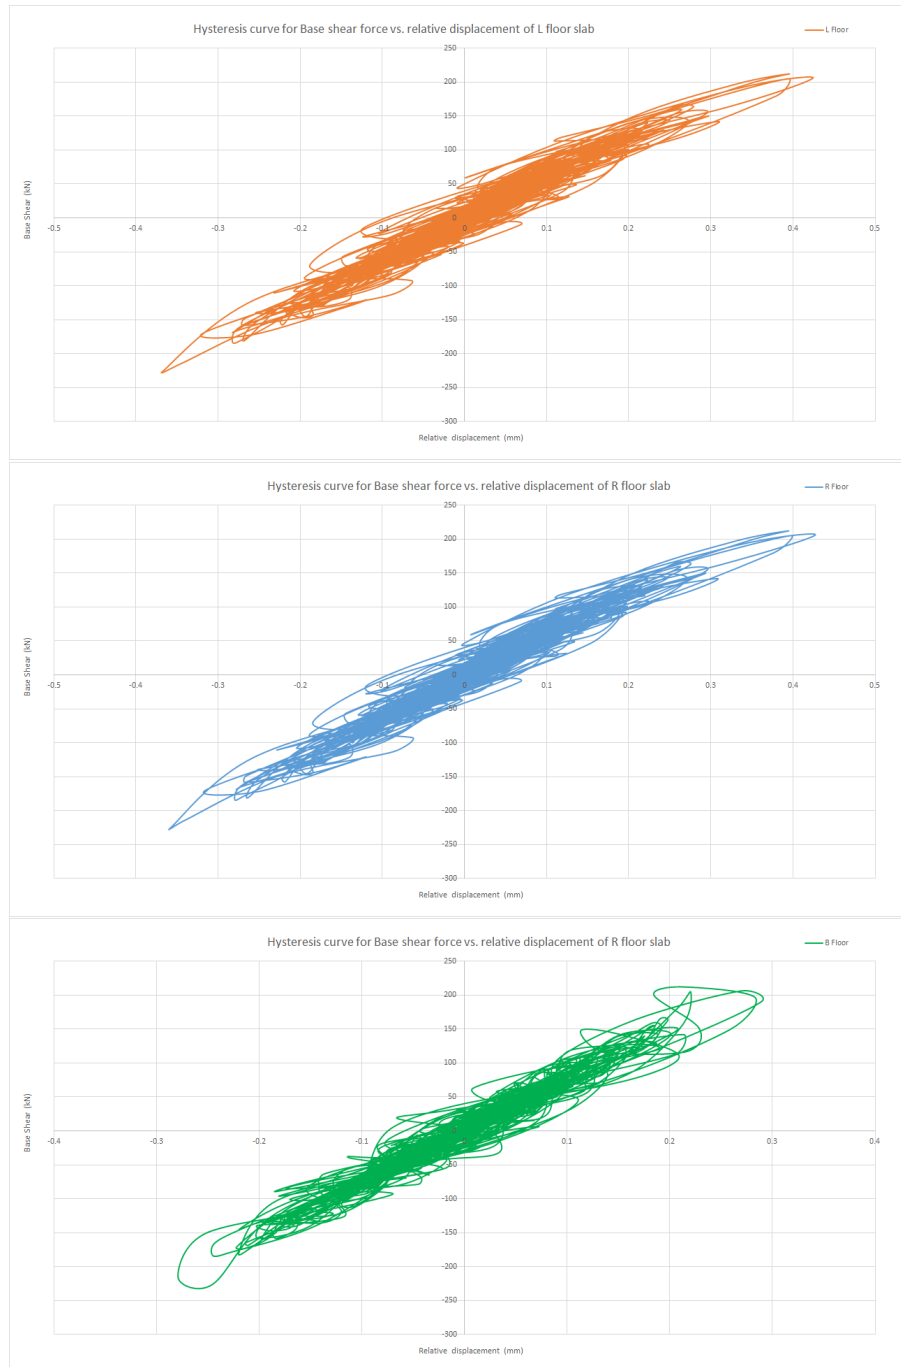 Hysteresis curve for Base shear force vs. relative displacement of L floor slab
L Floor
250
200
150
100
50
0
-0.5 -0.4 -0.3 -0.2 -0.1 0 0.1 0.2 0.3 0.4 0.5
-50
-100
-150
-200
-250
-300
Base Shear (kN)
Relative displacement (mm)
Hysteresis curve for Base shear force vs. relative displacement of R floor slab
R Floor
250
200
150
100
50
0
-0.5 -0.4 -0.3 -0.2 -0.1 0 0.1 0.2 0.3 0.4 0.5
-50
-100
-150
-200
-250
-300
Base Shear (kN)
Relative displacement (mm)
Hysteresis curve for Base shear force vs. relative displacement of R floor slab
B Floor
250
200
150
100
50
0
-0.4 -0.3 -0.2 -0.1 0 0.1 0.2 0.3 0.4
-50
-100
-150
-200
-250
-300
Base Shear (kN)
Relative displacement (mm)